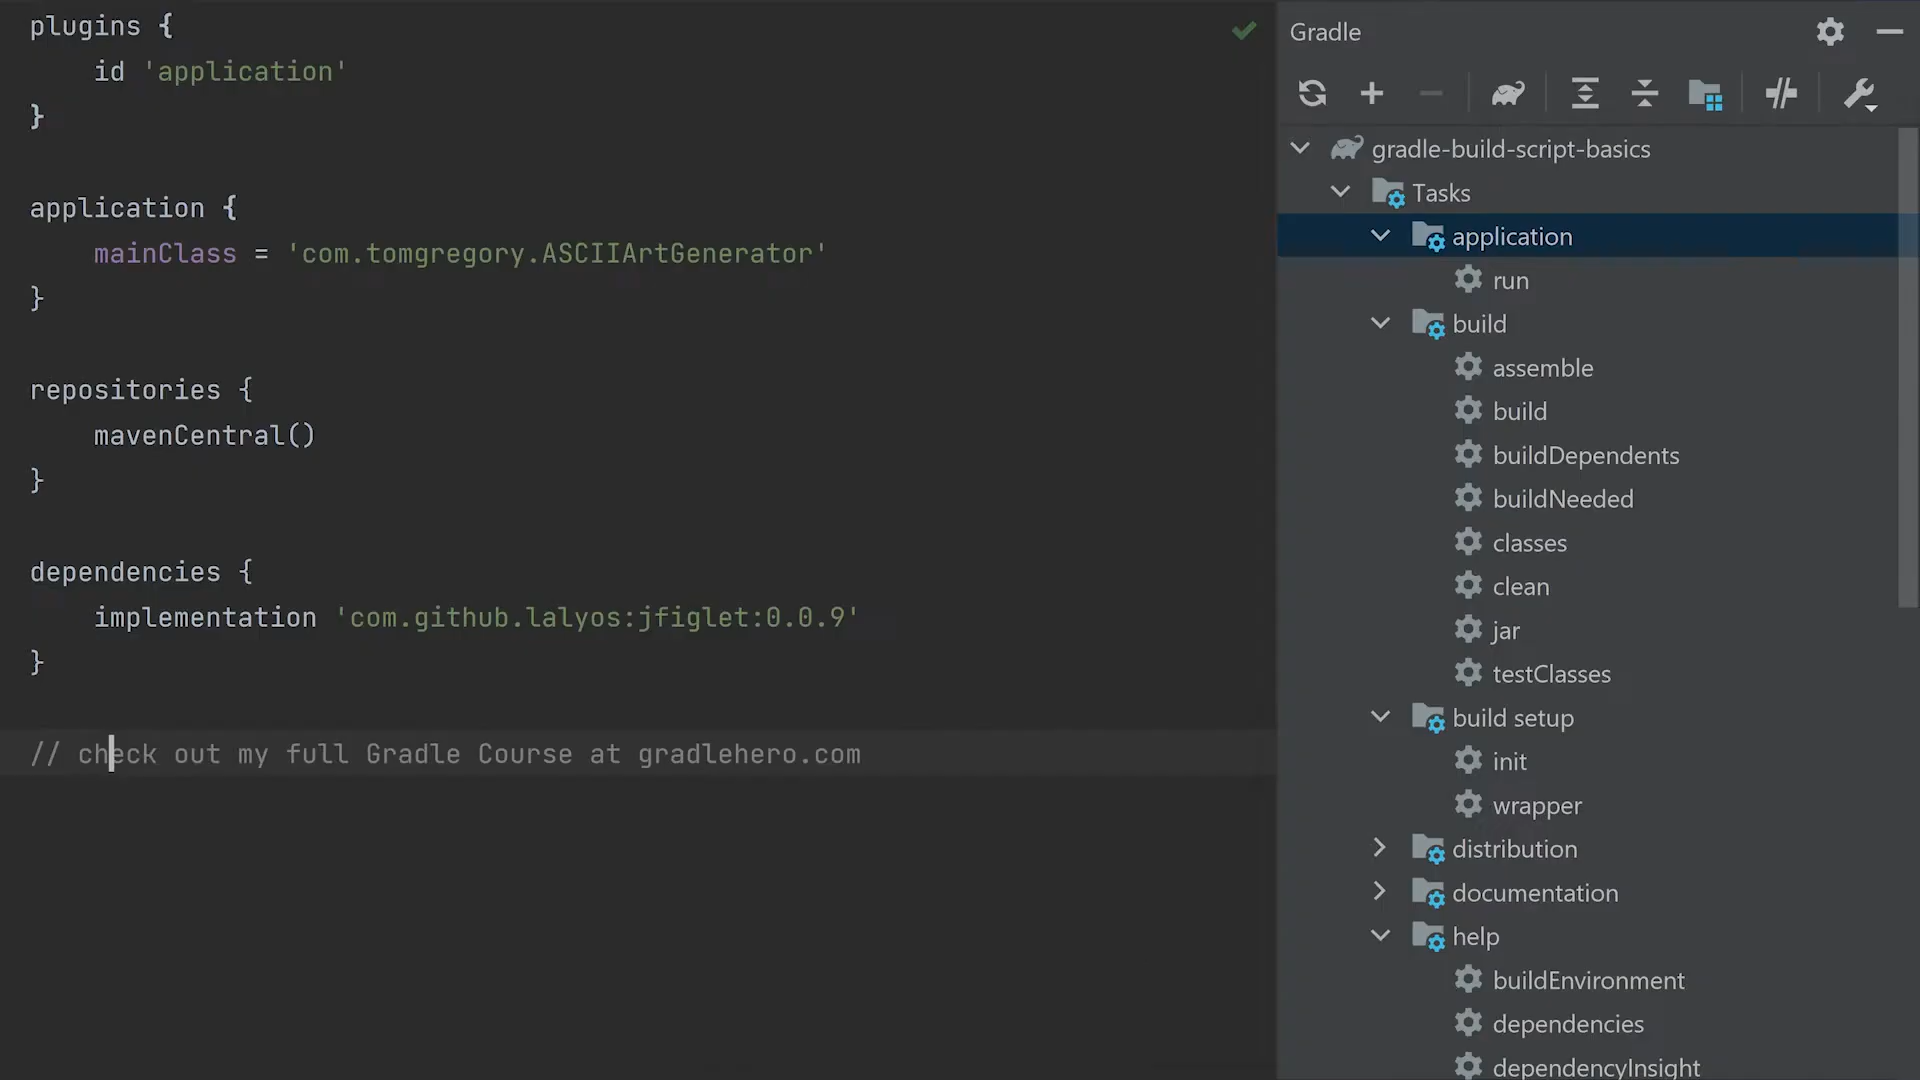 plugins {
    id 'application'
}
application {
    mainClass = 'com.tomgregory.ASCIIArtGenerator'
}
repositories {
    mavenCentral()
}
dependencies {
    implementation 'com.github.lalyos:jfiglet:0.0.9'
}
// check out my full Gradle Course at gradlehero.com
Gradle
gradle-build-script-basics
Tasks
application
run
build
assemble
build
buildDependents
buildNeeded
classes
clean
jar
testClasses
build setup
init
wrapper
distribution
documentation
help
buildEnvironment
dependencies
dependencyInsight